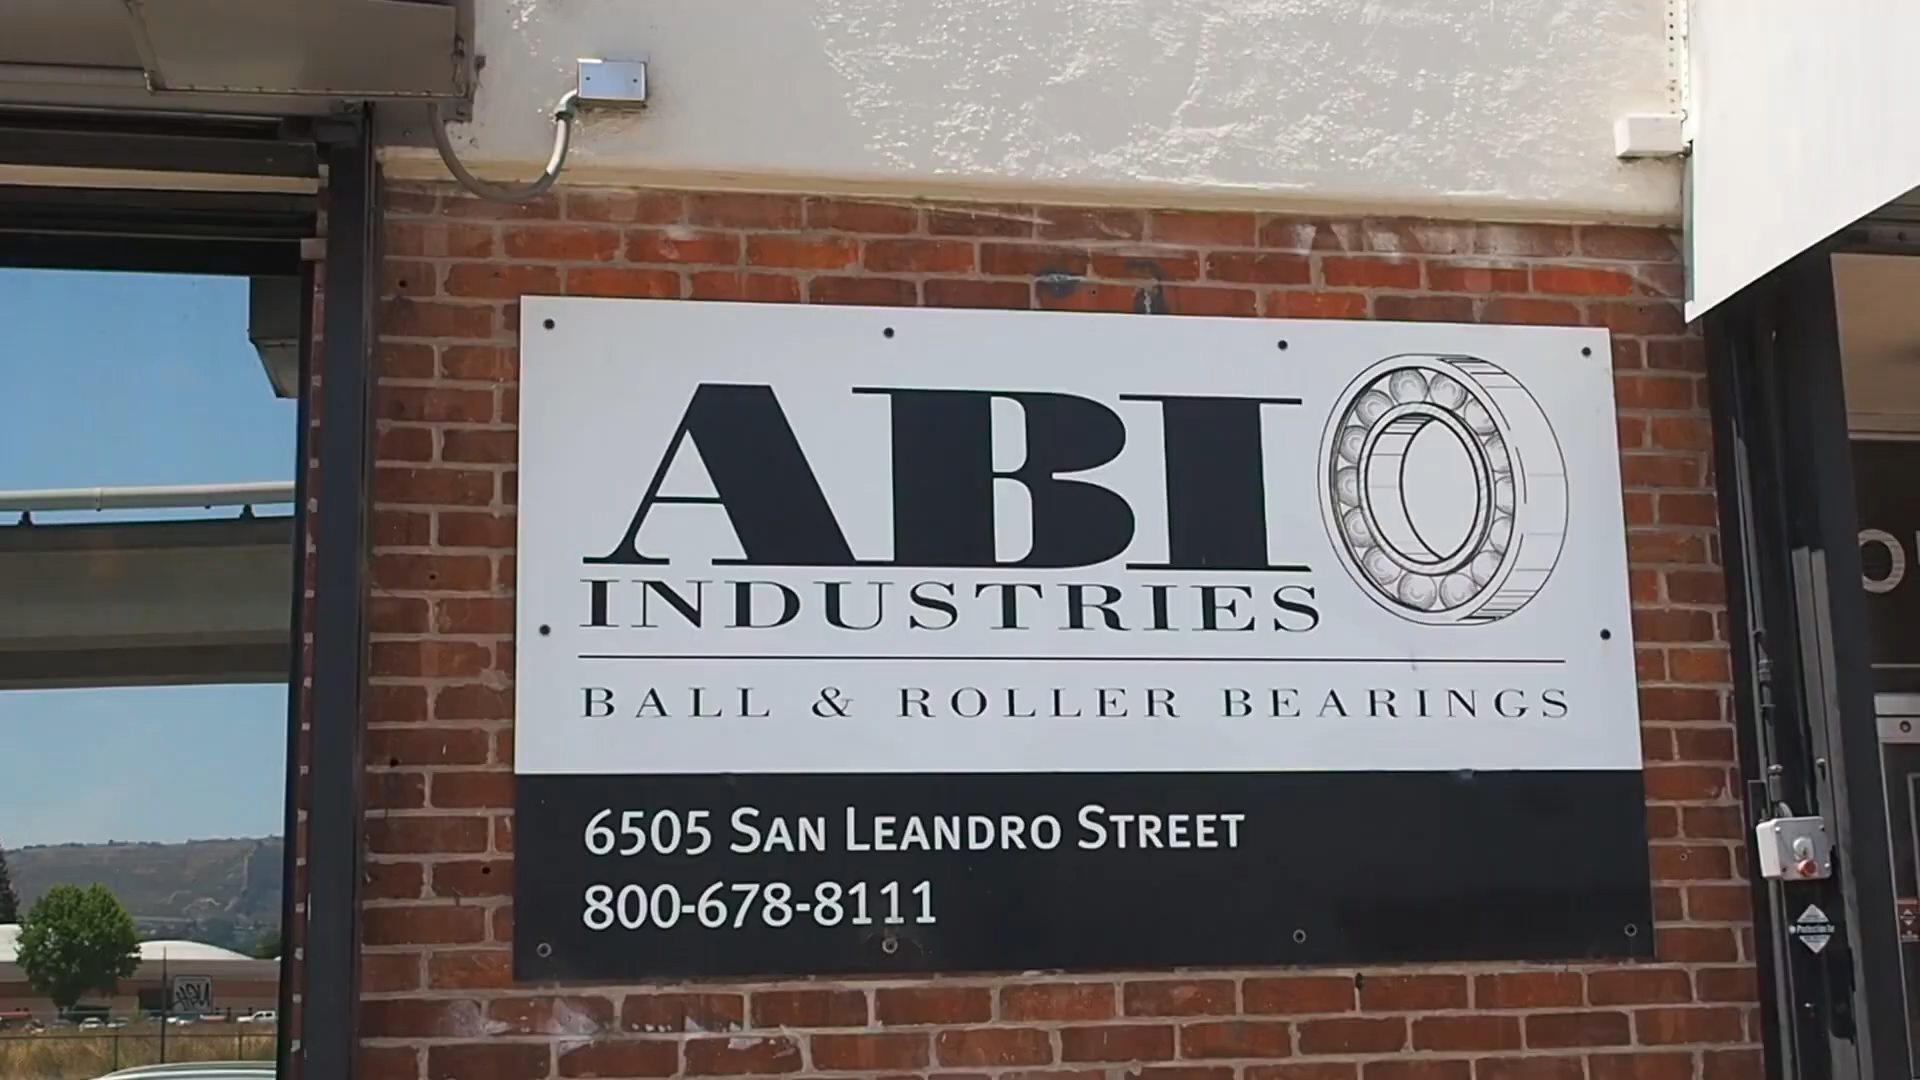 ABI
INDUSTRIES
BALL & ROLLER BEARINGS
6505 SAN LEANDRO STREET
800-678-8111